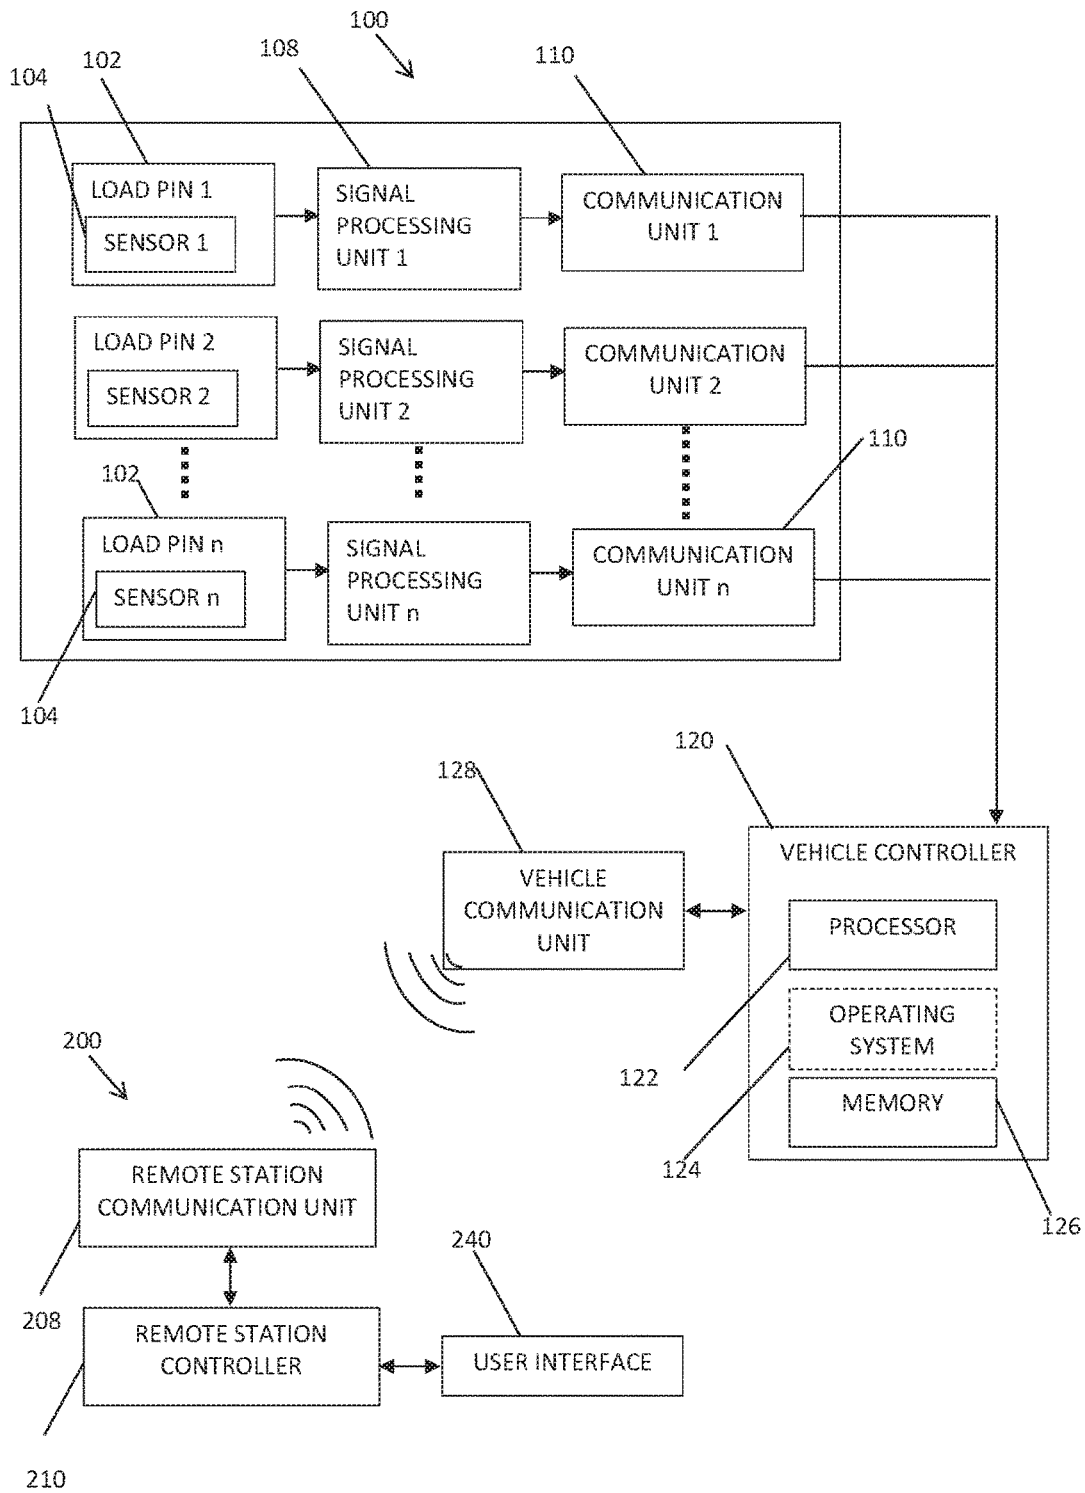 100
108
110
102
104
LOAD PIN 1
SENSOR 1
SIGNAL
PROCESSING
UNIT 1
COMMUNICATION
UNIT 1
LOAD PIN 2
SENSOR 2
SIGNAL
PROCESSING
UNIT 2
COMMUNICATION
UNIT 2
102
110
LOAD PIN n
SENSOR n
SIGNAL
PROCESSING
UNIT n
COMMUNICATION
UNIT n
104
120
128
VEHICLE CONTROLLER
VEHICLE
COMMUNICATION
UNIT
PROCESSOR
OPERATING
SYSTEM
MEMORY
122
124
126
200
REMOTE STATION
COMMUNICATION UNIT
208
240
REMOTE STATION
CONTROLLER
USER INTERFACE
210